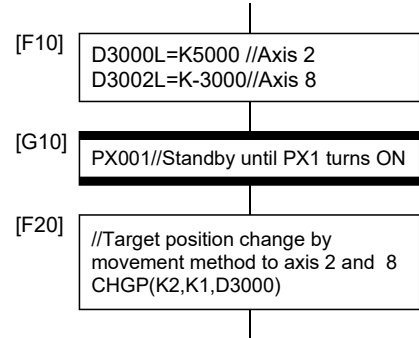 [F10]
D3000L=K5000 //Axis 2
D3002L=K-3000//Axis 8
[G10]
PX001//Standby until PX1 turns ON
[F20]
//Target position change by
movement method to axis 2 and 8
CHGP(K2,K1,D3000)